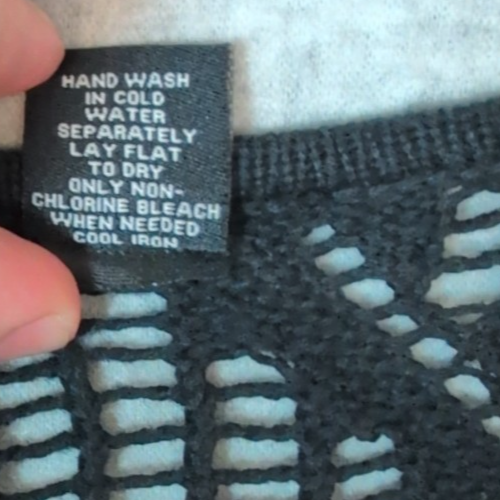 HAND WASH
IN COLD
WATER
SEPARATELY
LAY FLAT
TO DRY
ONLY NON-
CHLORINE BLEACH
WHEN NEEDED
COOL IRON